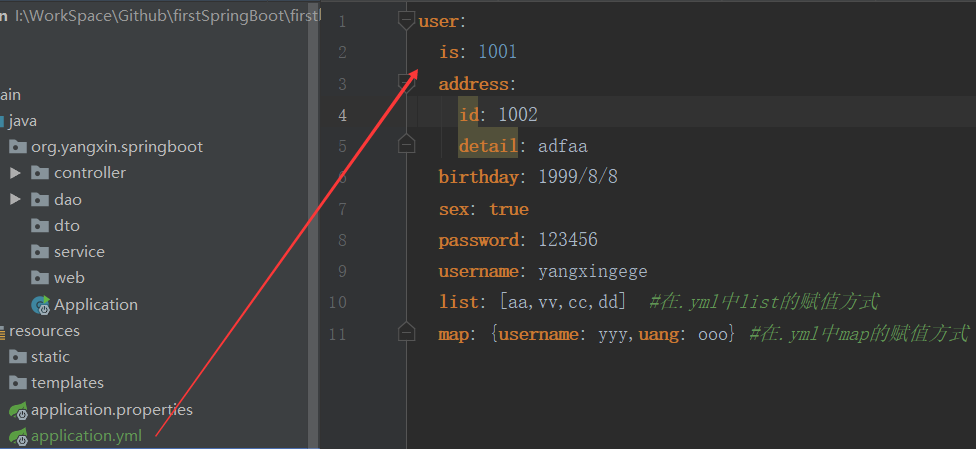 n I:\WorkSpace\Github\firstSpringBoot\first
ain
java
org.yangxin.springboot
controller
dao
dto
service
web
Application
resources
static
templates
application.properties
application.yml
1 user:
2 is: 1001
3 address:
4 id: 1002
5 detail: adfaa
6 birthday: 1999/8/8
7 sex: true
8 password: 123456
9 username: yangxingege
10 list: [aa,vv,cc,dd] #在.yml中list的赋值方式
11 map: {username: yyy,uang: ooo} #在.yml中map的赋值方式